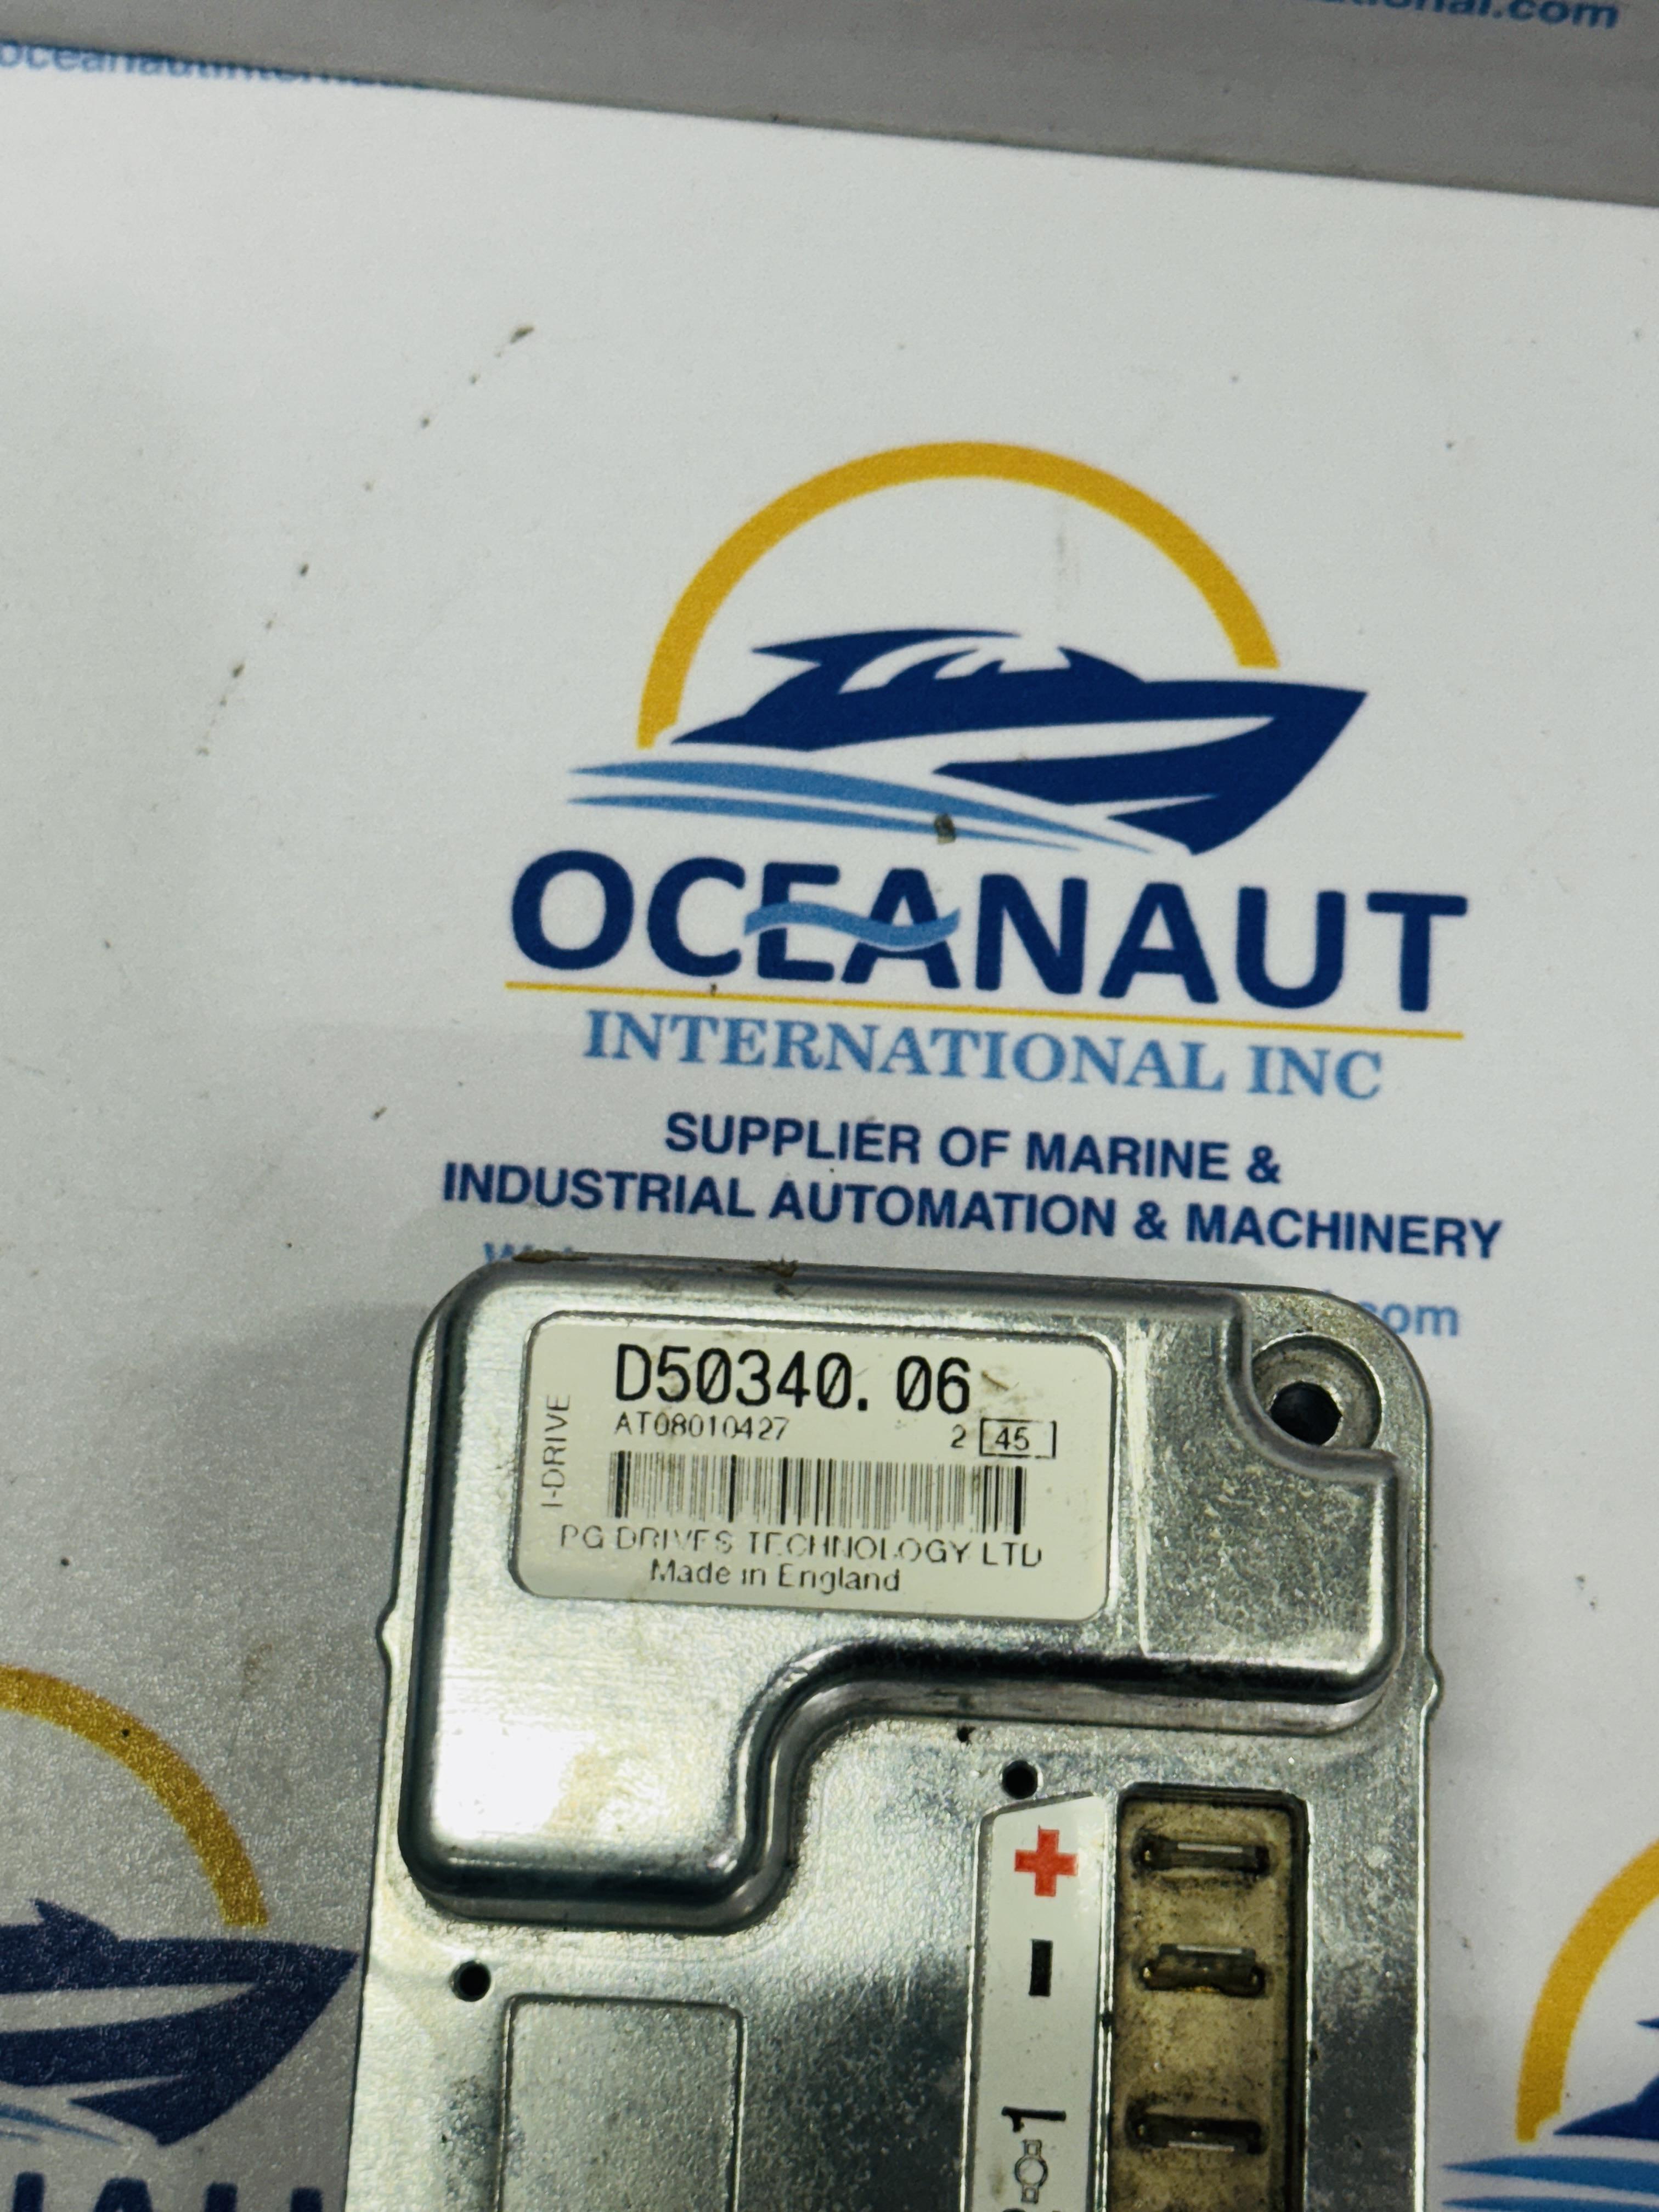 OCEANAUT
INTERNATIONAL INC
SUPPLIER OF MARINE &
INDUSTRIAL AUTOMATION & MACHINERY
D50340.06
AT08010427
2 45
I-DRIVE
PG DRIVES TECHNOLOGY LTD
Made in England
+
-
1